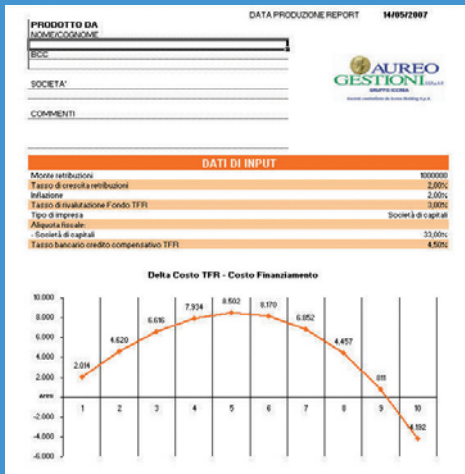 DATA PRODUZIONE REPORT 14/05/2007
PRODOTTO DA
NOME/COGNOME
BCC
AUREO
GESTIONI
GRUPPO ICCREA
SOCIETA'
COMMENTI
DATI DI INPUT
Monte retribuzioni 1000000
Tasso di crescita retribuzioni 2,00%
Inflazione 2,00%
Tasso di rivalutazione Fondo TFR 3,00%
Tipo di impresa Società di capitali
Aliquota fiscale:
- Società di capitali 33,00%
Tasso bancario credito compensativo TFR 4,50%
Delta Costo TFR - Costo Finanziamento
10.000
8.000
6.000
4.000
2.000
-2.000
-4.000
-6.000
2.014 4.620 6.616 7.934 8.502 8.170 6.852 4.457 811 4.192
1 2 3 4 5 6 7 8 9 10